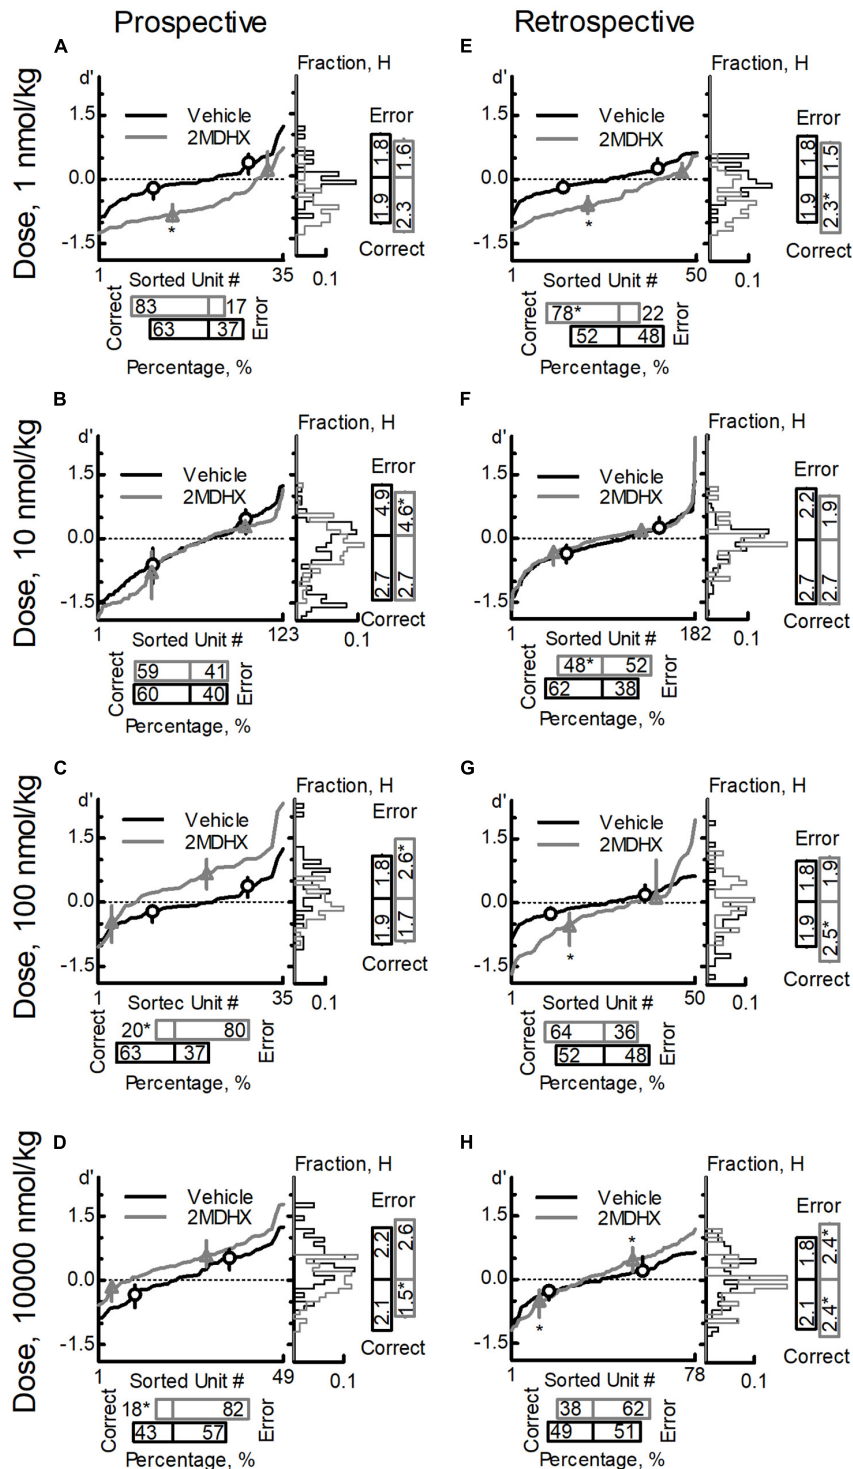 Prospective
Retrospective
Dose, 1 nmol/kg
A
d'
1.5
0.0
-1.5
Vehicle
2MDHX
*
1
Sorted Unit #
35
Fraction, H
0.1
Error
1.8
1.6
1.9
2.3
Correct
Correct
83
17
63
37
Error
Percentage, %
E
d'
1.5
0.0
-1.5
Vehicle
2MDHX
*
1
Sorted Unit #
50
Fraction, H
0.1
Error
1.8
1.5
1.9
2.3*
Correct
Correct
78*
22
52
48
Error
Percentage, %
Dose, 10 nmol/kg
B
d'
1.5
0.0
-1.5
Vehicle
2MDHX
1
Sorted Unit #
123
Fraction, H
0.1
Error
4.9
4.6*
2.7
2.7
Correct
Correct
59
41
60
40
Error
Percentage, %
F
d'
1.5
0.0
-1.5
Vehicle
2MDHX
1
Sorted Unit #
182
Fraction, H
0.1
Error
2.2
1.9
2.7
2.7
Correct
Correct
48*
52
62
38
Error
Percentage, %
Dose, 100 nmol/kg
C
d'
1.5
0.0
-1.5
Vehicle
2MDHX
1
Sortec Unit #
35
Fraction, H
0.1
Error
1.8
2.6*
1.9
1.7
Correct
Correct
20*
80
63
37
Error
Percentage, %
G
d'
1.5
0.0
-1.5
Vehicle
2MDHX
*
1
Sorted Unit #
50
Fraction, H
0.1
Error
1.8
1.9
1.9
2.5*
Correct
Correct
64
36
52
48
Error
Percentage, %
Dose, 10000 nmol/kg
D
d'
1.5
0.0
-1.5
Vehicle
2MDHX
1
Sorted Unit #
49
Fraction, H
0.1
Error
2.2
2.6
2.1
1.5*
Correct
Correct
18*
82
43
57
Error
Percentage, %
H
d'
1.5
0.0
-1.5
Vehicle
2MDHX
*
*
1
Sorted Unit #
78
Fraction, H
0.1
Error
1.8
2.4*
2.1
2.4*
Correct
Correct
38
62
49
51
Error
Percentage, %